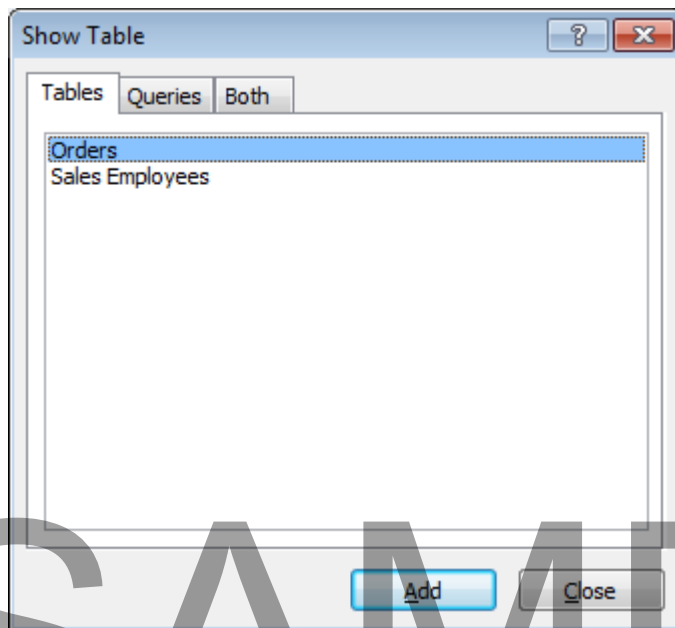 Show Table
?
Tables Queries Both
Orders
Sales Employees
Add Close